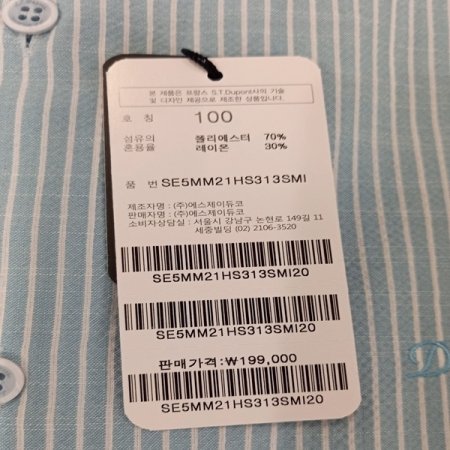 본 제품은 프랑스 S.T.Dupont사의 기술
및 디자인 제공으로 제조한 상품입니다.
호 칭 100
섬유의 폴리에스터 70%
혼용율 레이온 30%
품 번 SE5MM21HS313SMI
제조자명 : (주)에스제이듀코
판매자명 : (주)에스제이듀코
소비자상담실 : 서울시 강남구 논현로 149길 11
세중빌딩 (02) 2106-3520
SE5MM21HS313SMI20
SE5MM21HS313SMI20
판매가격:₩199,000
SE5MM21HS313SMI20
D